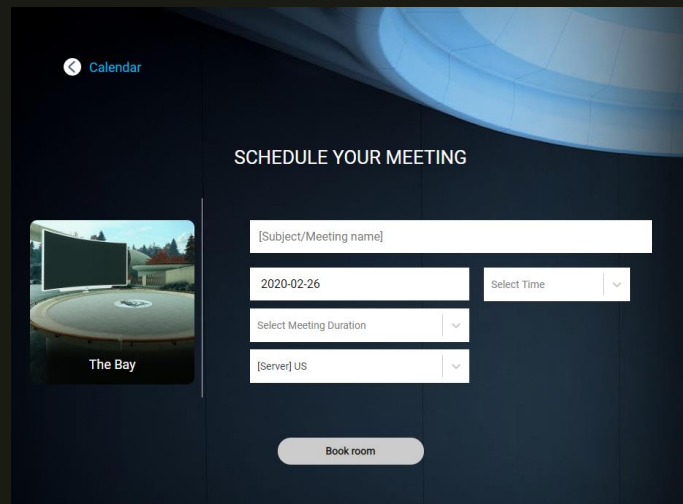 Calendar
SCHEDULE YOUR MEETING
[Subject/Meeting name]
2020-02-26
Select Time
Select Meeting Duration
[Server] US
The Bay
Book room